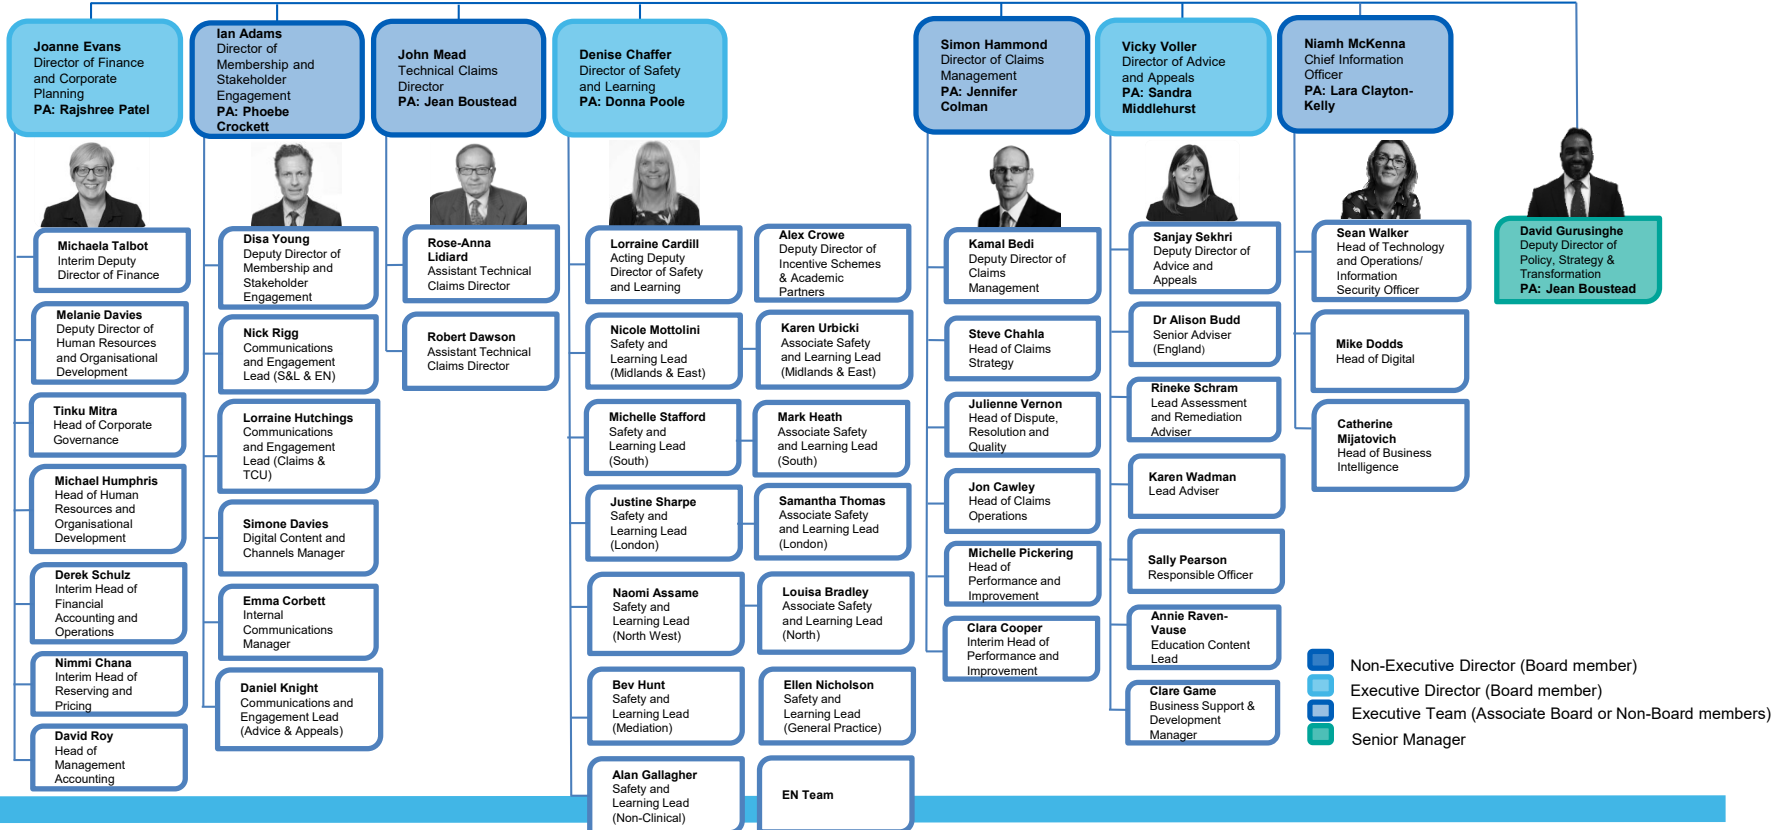 Joanne Evans
Director of Finance
and Corporate
Planning
PA: Rajshree Patel
Ian Adams
Director of
Membership and
Stakeholder
Engagement
PA: Phoebe
Crockett
John Mead
Technical Claims
Director
PA: Jean Boustead
Denise Chaffer
Director of Safety
and Learning
PA: Donna Poole
Simon Hammond
Director of Claims
Management
PA: Jennifer
Colman
Vicky Voller
Director of Advice
and Appeals
PA: Sandra
Middlehurst
Niamh McKenna
Chief Information
Officer
PA: Lara Clayton-
Kelly
Michaela Talbot
Interim Deputy
Director of Finance
Melanie Davies
Deputy Director of
Human Resources
and Organisational
Development
Tinku Mitra
Head of Corporate
Governance
Michael Humphris
Head of Human
Resources and
Organisational
Development
Derek Schulz
Interim Head of
Financial
Accounting and
Operations
Nimmi Chana
Interim Head of
Reserving and
Pricing
David Roy
Head of
Management
Accounting
Disa Young
Deputy Director of
Membership and
Stakeholder
Engagement
Nick Rigg
Communications
and Engagement
Lead (S&L & EN)
Lorraine Hutchings
Communications
and Engagement
Lead (Claims &
TCU)
Simone Davies
Digital Content and
Channels Manager
Emma Corbett
Internal
Communications
Manager
Daniel Knight
Communications and
Engagement Lead
(Advice & Appeals)
Rose-Anna
Lidiard
Assistant Technical
Claims Director
Robert Dawson
Assistant Technical
Claims Director
Lorraine Cardill
Acting Deputy
Director of Safety
and Learning
Alex Crowe
Deputy Director of
Incentive Schemes
& Academic
Partners
Nicole Mottolini
Safety and
Learning Lead
(Midlands & East)
Karen Urbicki
Associate Safety
and Learning Lead
(Midlands & East)
Michelle Stafford
Safety and
Learning Lead
(South)
Mark Heath
Associate Safety
and Learning Lead
(South)
Justine Sharpe
Safety and
Learning Lead
(London)
Samantha Thomas
Associate Safety
and Learning Lead
(London)
Naomi Assame
Safety and
Learning Lead
(North West)
Louisa Bradley
Associate Safety
and Learning Lead
(North)
Bev Hunt
Safety and
Learning Lead
(Mediation)
Ellen Nicholson
Safety and
Learning Lead
(General Practice)
Alan Gallagher
Safety and
Learning Lead
(Non-Clinical)
EN Team
Kamal Bedi
Deputy Director of
Claims
Management
Steve Chahla
Head of Claims
Strategy
Julienne Vernon
Head of Dispute,
Resolution and
Quality
Jon Cawley
Head of Claims
Operations
Michelle Pickering
Head of
Performance and
Improvement
Clara Cooper
Interim Head of
Performance and
Improvement
Sanjay Sekhri
Deputy Director of
Advice and
Appeals
Dr Alison Budd
Senior Adviser
(England)
Rineke Schram
Lead Assessment
and Remediation
Adviser
Karen Wadman
Lead Adviser
Sally Pearson
Responsible Officer
Annie Raven-
Vause
Education Content
Lead
Clare Game
Business Support &
Development
Manager
Sean Walker
Head of Technology
and Operations/
Information
Security Officer
Mike Dodds
Head of Digital
Catherine
Mijatovich
Head of Business
Intelligence
David Gurusinghe
Deputy Director of
Policy, Strategy &
Transformation
PA: Jean Boustead
Non-Executive Director (Board member)
Executive Director (Board member)
Executive Team (Associate Board or Non-Board members)
Senior Manager